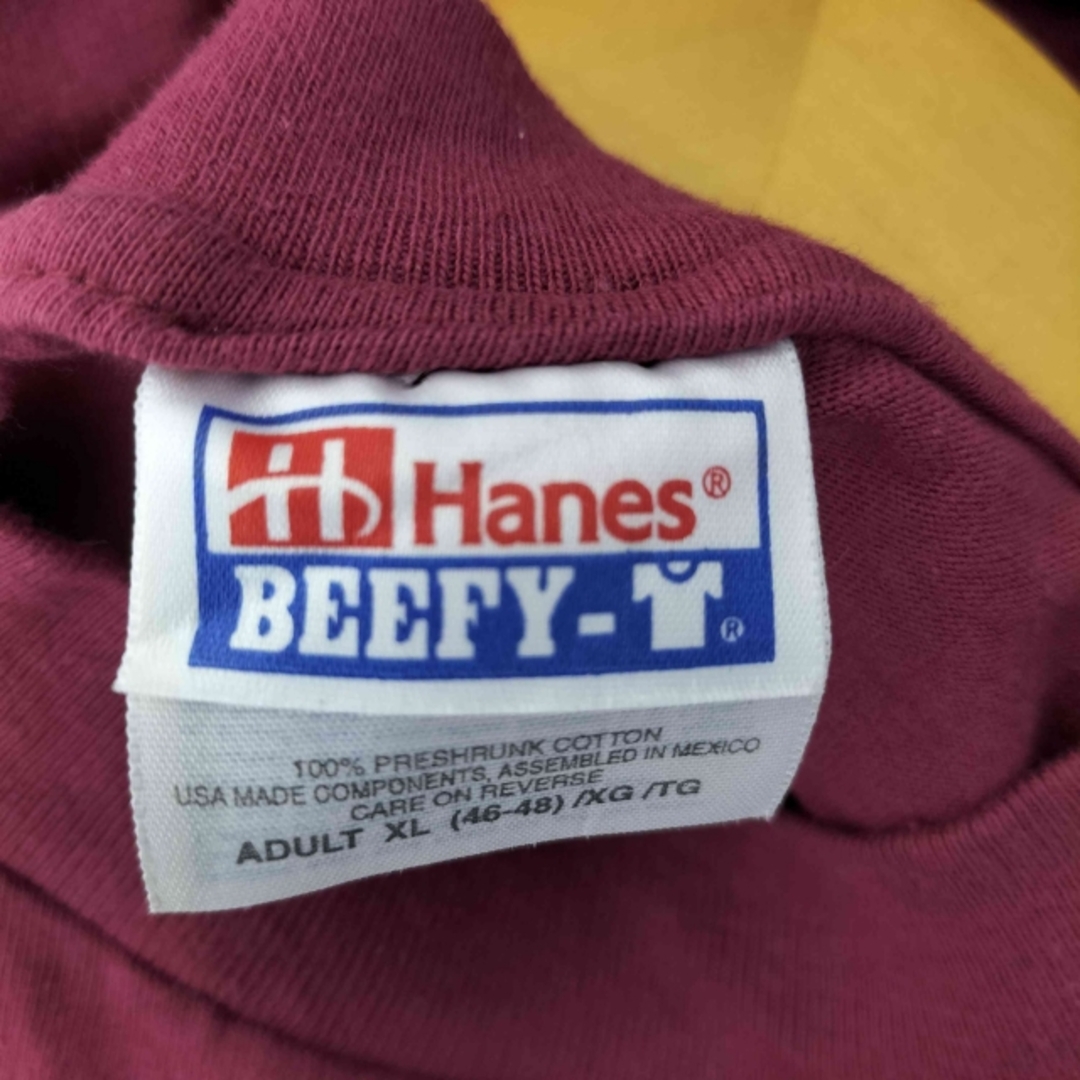 Hanes®
BEEFY-T®
100% PRESHRUNK COTTON
USA MADE COMPONENTS, ASSEMBLED IN MEXICO
CARE ON REVERSE
ADULT XL (46-48) /XG /TG